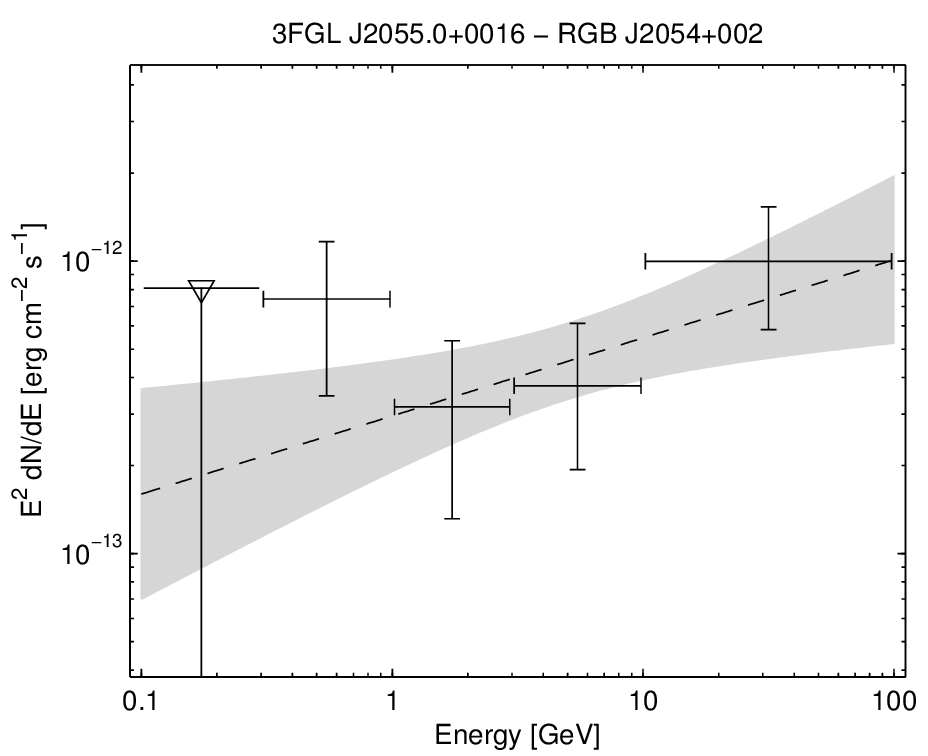 3FGL J2055.0+0016 − RGB J2054+002
E² dN/dE [erg cm⁻² s⁻¹]
10⁻¹²
10⁻¹³
0.1 1 10 100
Energy [GeV]